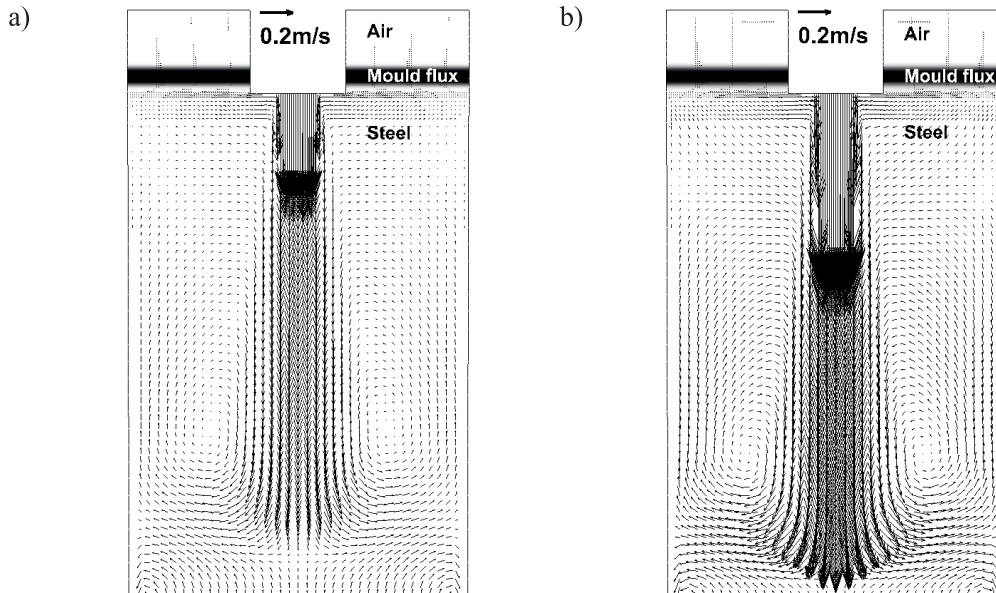 a)
0.2m/s
Air
Mould flux
Steel
b)
0.2m/s
Air
Mould flux
Steel